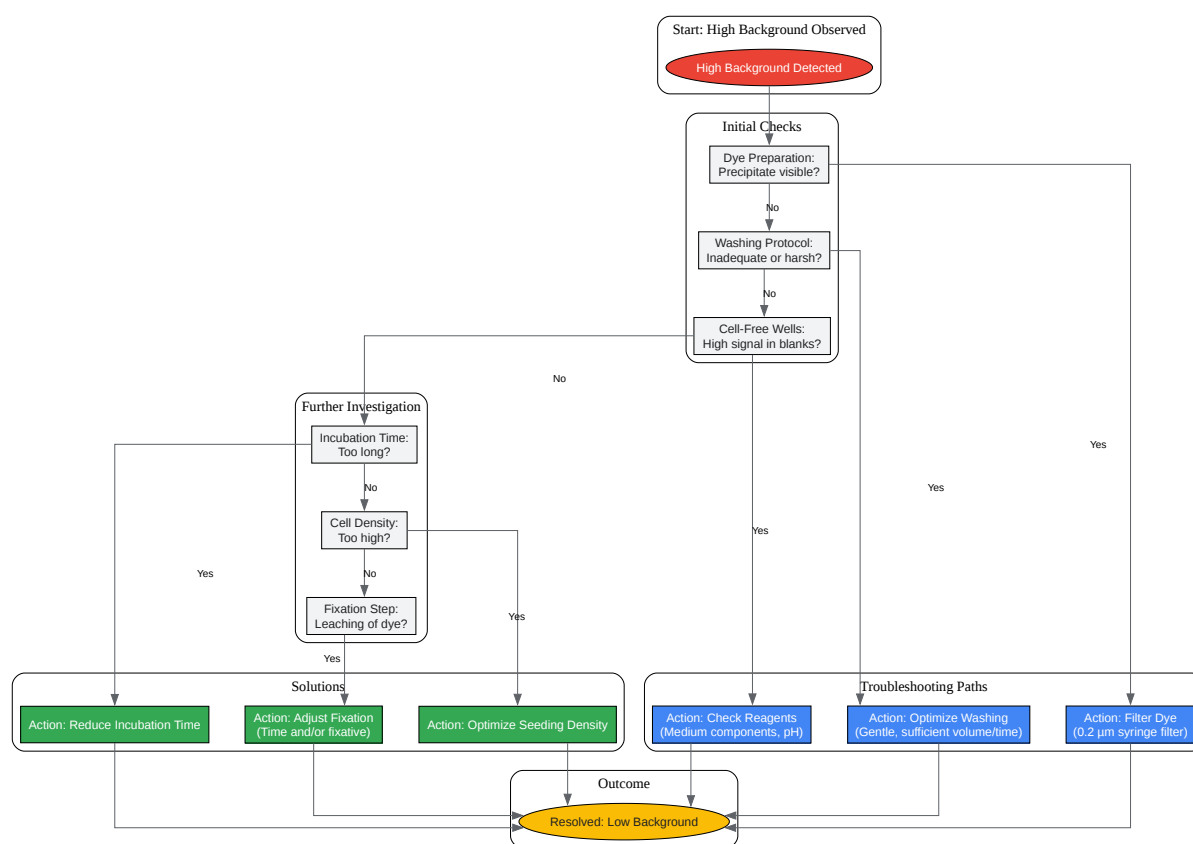 Start: High Background Observed
High Background Detected
Initial Checks
Dye Preparation:
Precipitate visible?
No
Washing Protocol:
Inadequate or harsh?
No
Cell-Free Wells:
High signal in blanks?
No
Further Investigation
Incubation Time:
Too long?
Yes
No
Yes
Cell Density:
Too high?
Yes
Yes
No
Fixation Step:
Leaching of dye?
Yes
Yes
Solutions
Troubleshooting Paths
Action: Reduce Incubation Time
Action: Adjust Fixation
(Time and/or fixative)
Action: Optimize Seeding Density
Action: Check Reagents
(Medium components, pH)
Action: Optimize Washing
(Gentle, sufficient volume/time)
Action: Filter Dye
(0.2 µm syringe filter)
Outcome
Resolved: Low Background